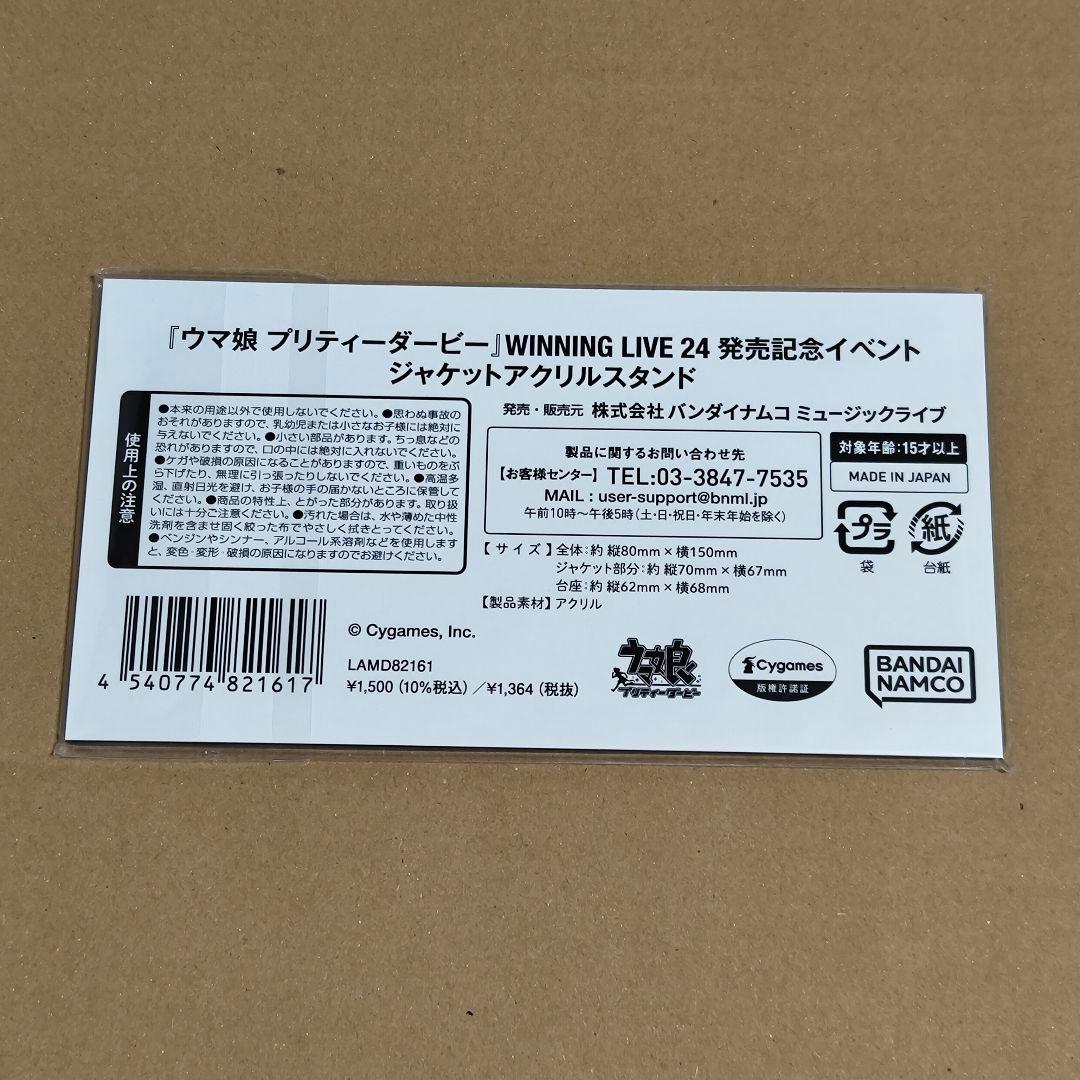 『ウマ娘 プリティーダービー』WINNING LIVE 24 発売記念イベント
ジャケットアクリルスタンド
使用上の注意
●本来の用途以外で使用しないでください。●思わぬ事故の
おそれがありますので、乳幼児または小さなお子様には絶対に
与えないでください。●小さい部品があります。ちっ息などの
恐れがありますので、口の中には絶対に入れないでください。
●ケガや破損の原因になることがありますので、重いものをぶ
ら下げたり、無理に引っ張ったりしないでください。●高温多
湿、直射日光を避け、お子様の手の届かないところに保管して
ください。●商品の特性上、とがった部分があります。取り扱
いには十分ご注意ください。●汚れた場合は、水や薄めた中性
洗剤を含ませ固く絞った布でやさしく拭きとってください。
●ベンジンやシンナー、アルコール系溶剤などを使用しますと
、変色・変形・破損の原因になりますのでお避けください。
発売・販売元 株式会社 バンダイナムコ ミュージックライブ
製品に関するお問い合わせ先
【お客様センター】 TEL:03-3847-7535
MAIL : user-support@bnml.jp
午前10時〜午後5時(土・日・祝日・年末年始を除く)
対象年齢:15才以上
MADE IN JAPAN
プラ
袋
紙
台紙
【サイズ】全体:約 縦80mm×横150mm
ジャケット部分:約 縦70mm×横67mm
台座:約 縦62mm×横68mm
【製品素材】アクリル
4 540774 821617
© Cygames, Inc.
LAMD82161
¥1,500(10%税込)/¥1,364(税抜)
ウマ娘
プリティーダービー
Cygames
版権許諾証
BANDAI
NAMCO